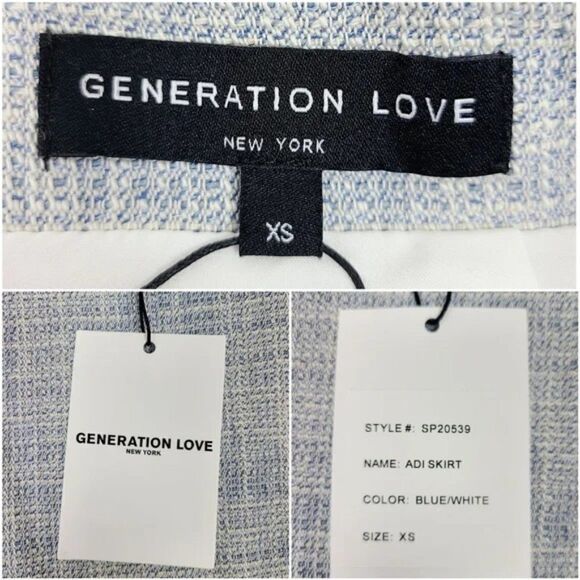 GENERATION LOVE
NEW YORK
XS
GENERATION LOVE
NEW YORK
STYLE#: SP20539
NAME: ADI SKIRT
COLOR: BLUE/WHITE
SIZE: XS